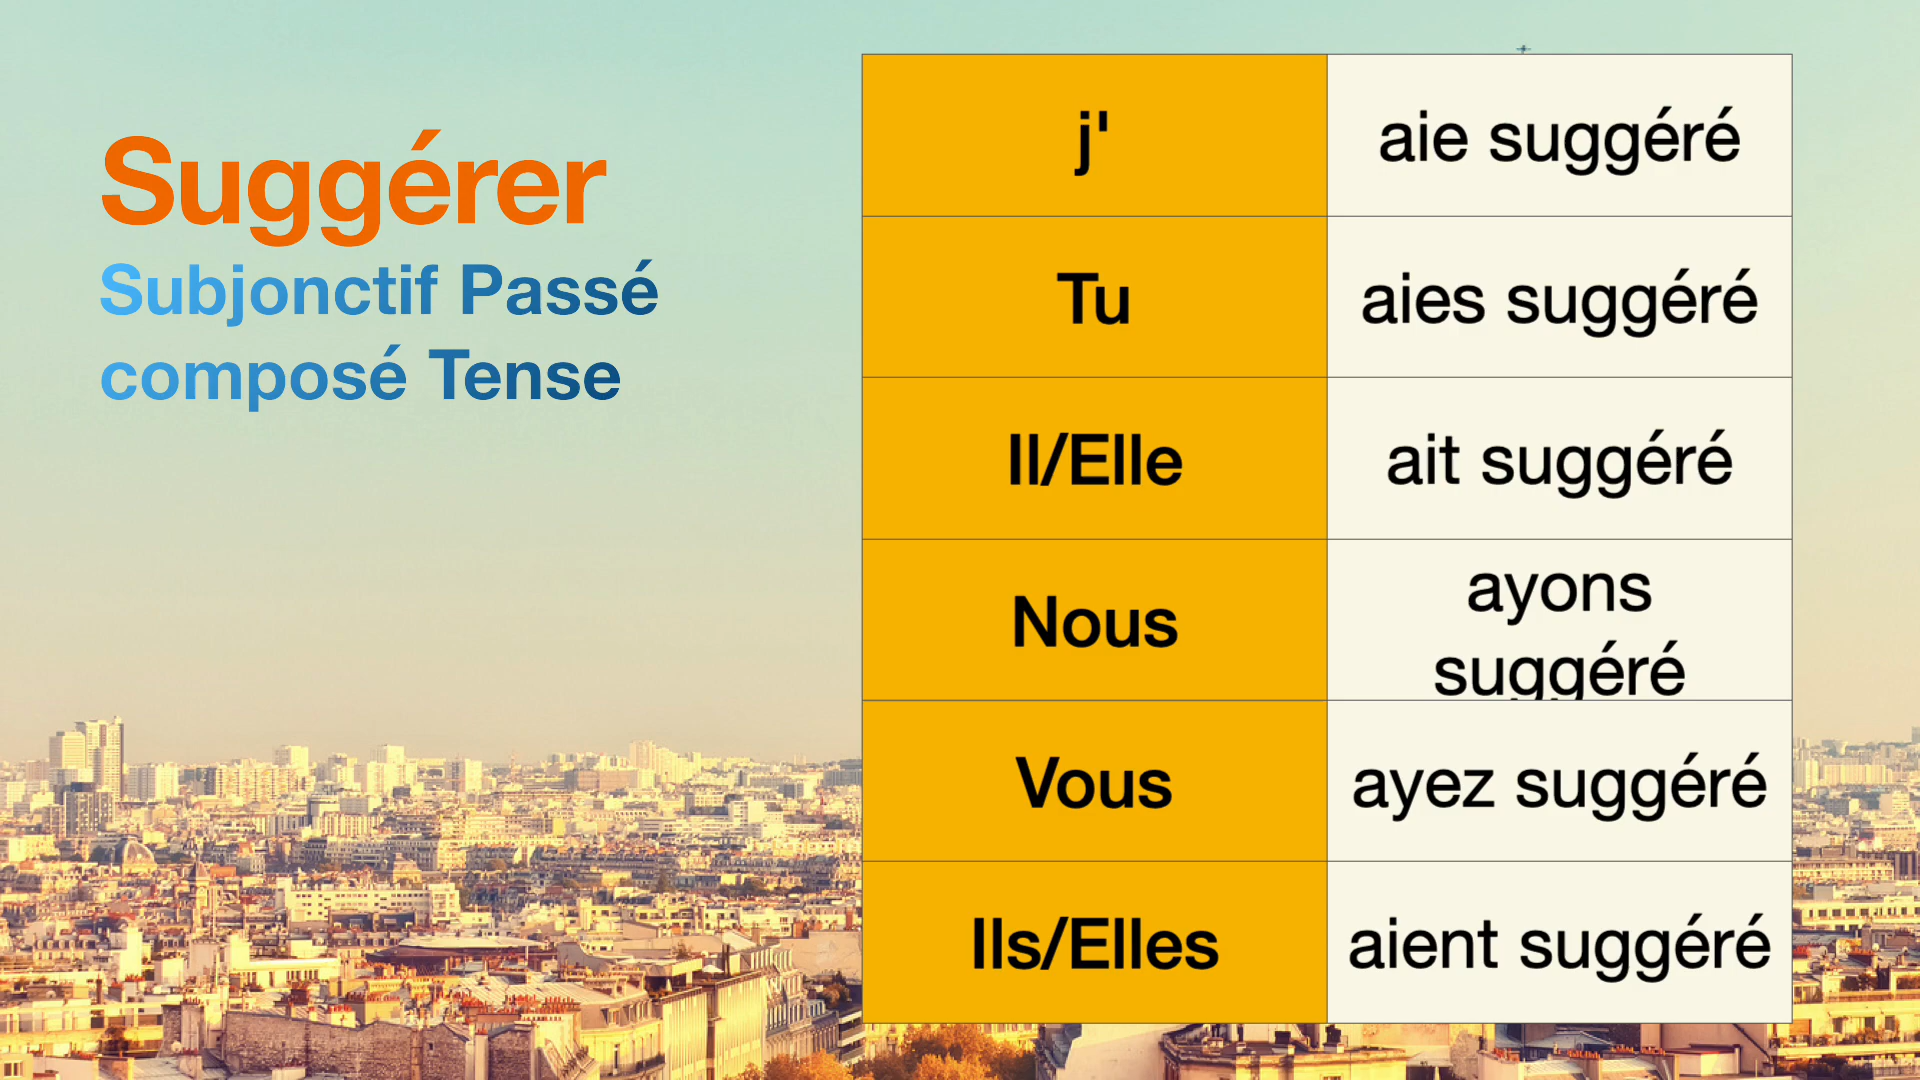 Suggérer
Subjonctif Passé
composé Tense
j' aie suggéré
Tu aies suggéré
Il/Elle ait suggéré
Nous ayons
suggéré
Vous ayez suggéré
Ils/Elles aient suggéré